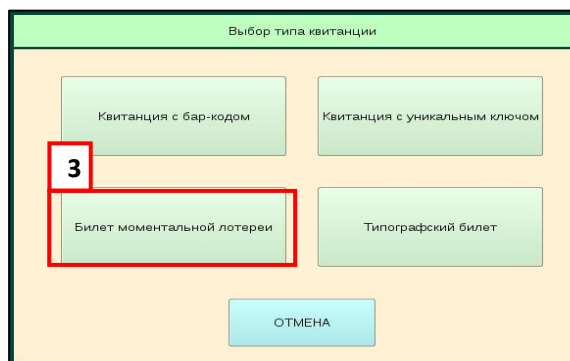 Выбор типа квитанции
Квитанция с бар-кодом
Квитанция с уникальным ключом
3
Билет моментальной лотереи
Типографский билет
ОТМЕНА